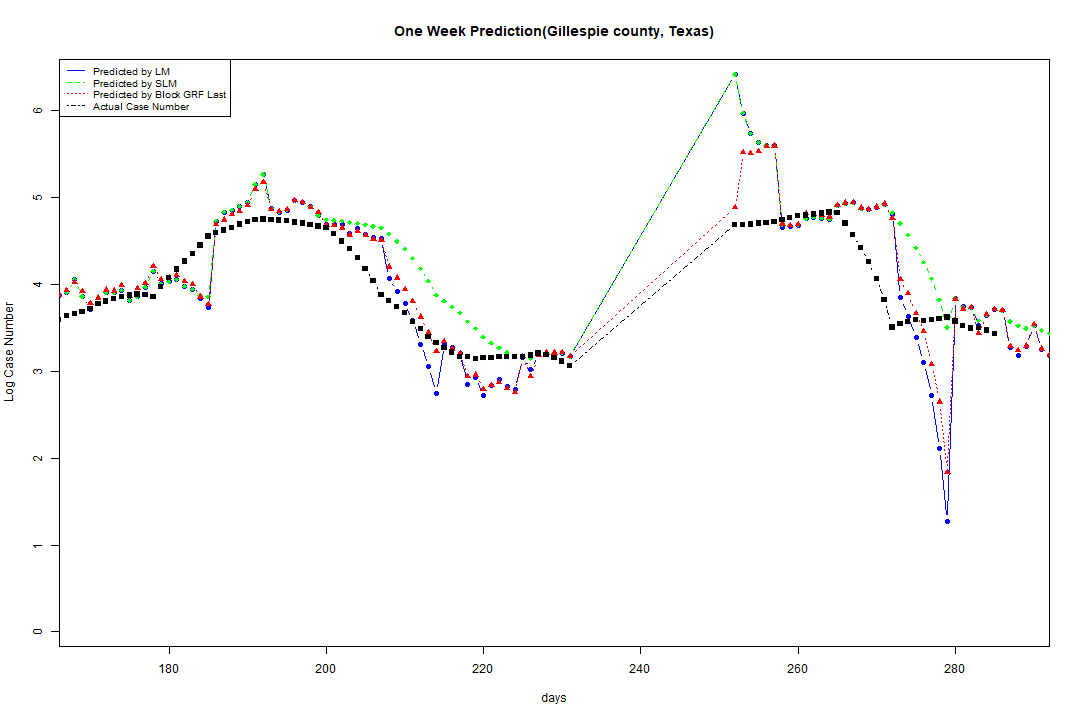 One Week Prediction(Gillespie county, Texas)
Predicted by LM
Predicted by SLM
Predicted by Block GRF Last
Actual Case Number
Log Case Number
6
5
4
3
2
1
0
180 200 220 240 260 280
days